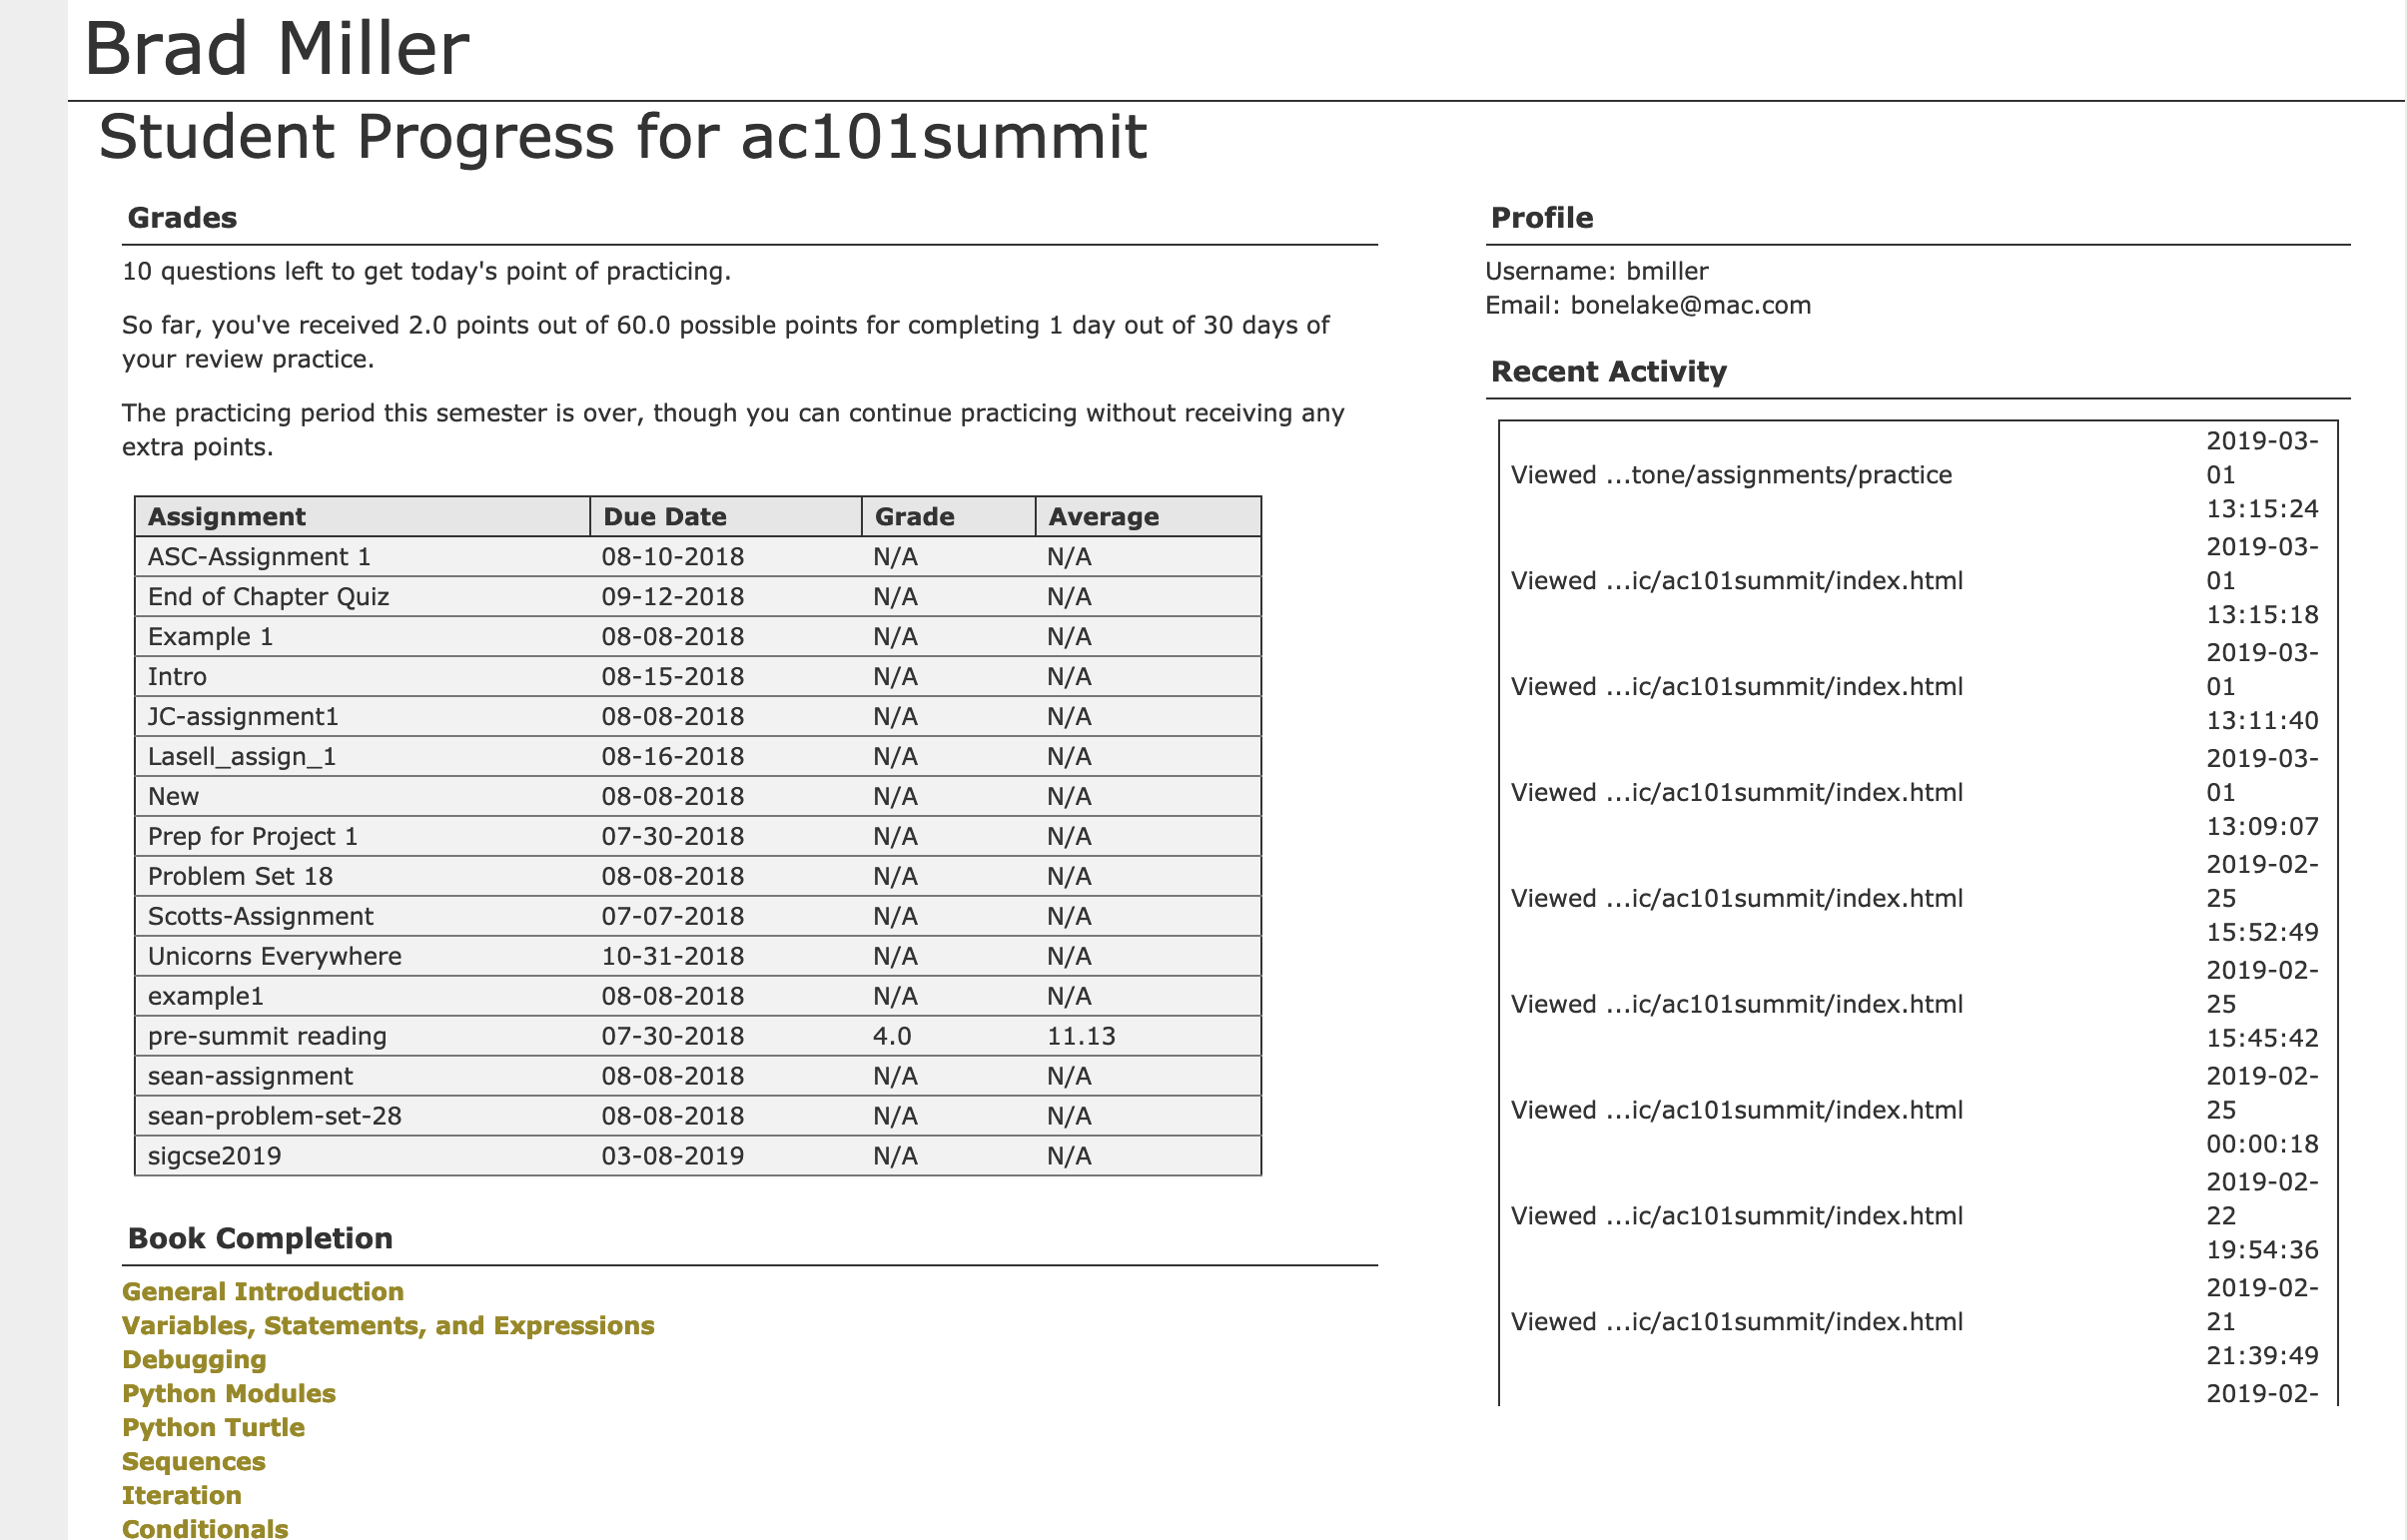 Brad Miller
Student Progress for ac101summit
Grades
10 questions left to get today's point of practicing.
So far, you've received 2.0 points out of 60.0 possible points for completing 1 day out of 30 days of
your review practice.
The practicing period this semester is over, though you can continue practicing without receiving any
extra points.
Assignment Due Date Grade Average
ASC-Assignment 1 08-10-2018 N/A N/A
End of Chapter Quiz 09-12-2018 N/A N/A
Example 1 08-08-2018 N/A N/A
Intro 08-15-2018 N/A N/A
JC-assignment1 08-08-2018 N/A N/A
Lasell_assign_1 08-16-2018 N/A N/A
New 08-08-2018 N/A N/A
Prep for Project 1 07-30-2018 N/A N/A
Problem Set 18 08-08-2018 N/A N/A
Scotts-Assignment 07-07-2018 N/A N/A
Unicorns Everywhere 10-31-2018 N/A N/A
example1 08-08-2018 N/A N/A
pre-summit reading 07-30-2018 4.0 11.13
sean-assignment 08-08-2018 N/A N/A
sean-problem-set-28 08-08-2018 N/A N/A
sigcse2019 03-08-2019 N/A N/A
Book Completion
General Introduction
Variables, Statements, and Expressions
Debugging
Python Modules
Python Turtle
Sequences
Iteration
Conditionals
Profile
Username: bmiller
Email: bonelake@mac.com
Recent Activity
2019-03-
Viewed ...tone/assignments/practice 01
13:15:24
2019-03-
Viewed ...ic/ac101summit/index.html 01
13:15:18
2019-03-
Viewed ...ic/ac101summit/index.html 01
13:11:40
2019-03-
Viewed ...ic/ac101summit/index.html 01
13:09:07
2019-02-
Viewed ...ic/ac101summit/index.html 25
15:52:49
2019-02-
Viewed ...ic/ac101summit/index.html 25
15:45:42
2019-02-
Viewed ...ic/ac101summit/index.html 25
00:00:18
2019-02-
Viewed ...ic/ac101summit/index.html 22
19:54:36
2019-02-
Viewed ...ic/ac101summit/index.html 21
21:39:49
2019-02-